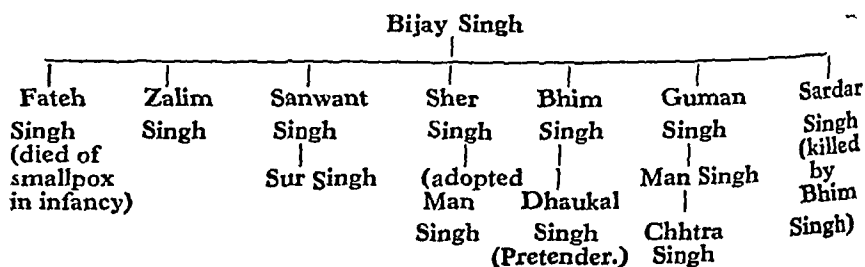 Bijay Singh
Fateh Zalim Sanwant Sher Bhim Guman Sardar
Singh Singh Singh Singh Singh Singh Singh
(died of (killed
smallpox Sur Singh (adopted Man Singh by
in infancy) Man Dhaukal Bhim
Singh Singh Chhtra Singh)
(Pretender.) Singh